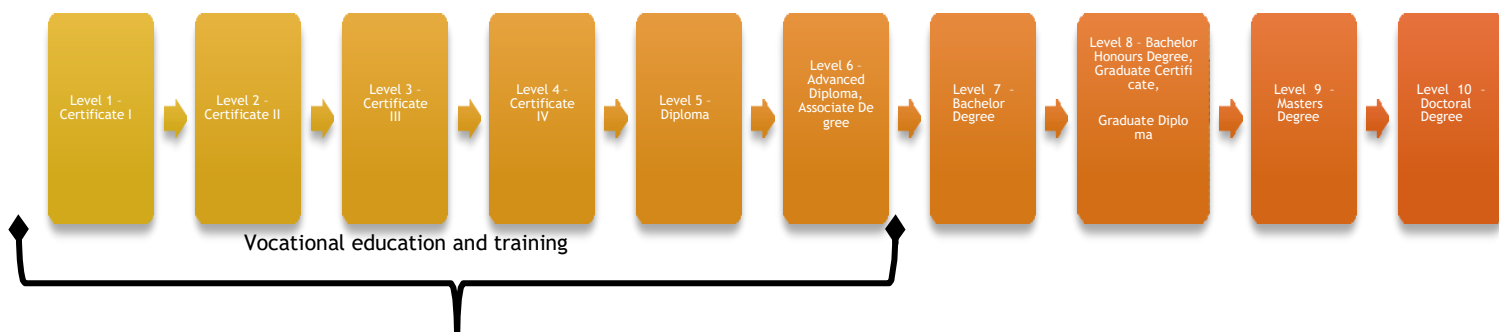 Level 1 –
Certificate I
Level 2 –
Certificate II
Level 3 –
Certificate
III
Level 4 –
Certificate
IV
Level 5 –
Diploma
Level 6 –
Advanced
Diploma,
Associate De
gree
Level 7 –
Bachelor
Degree
Level 8 – Bachelor
Honours Degree,
Graduate Certifi
cate,
Graduate Diplo
ma
Level 9 –
Masters
Degree
Level 10 –
Doctoral
Degree
Vocational education and training